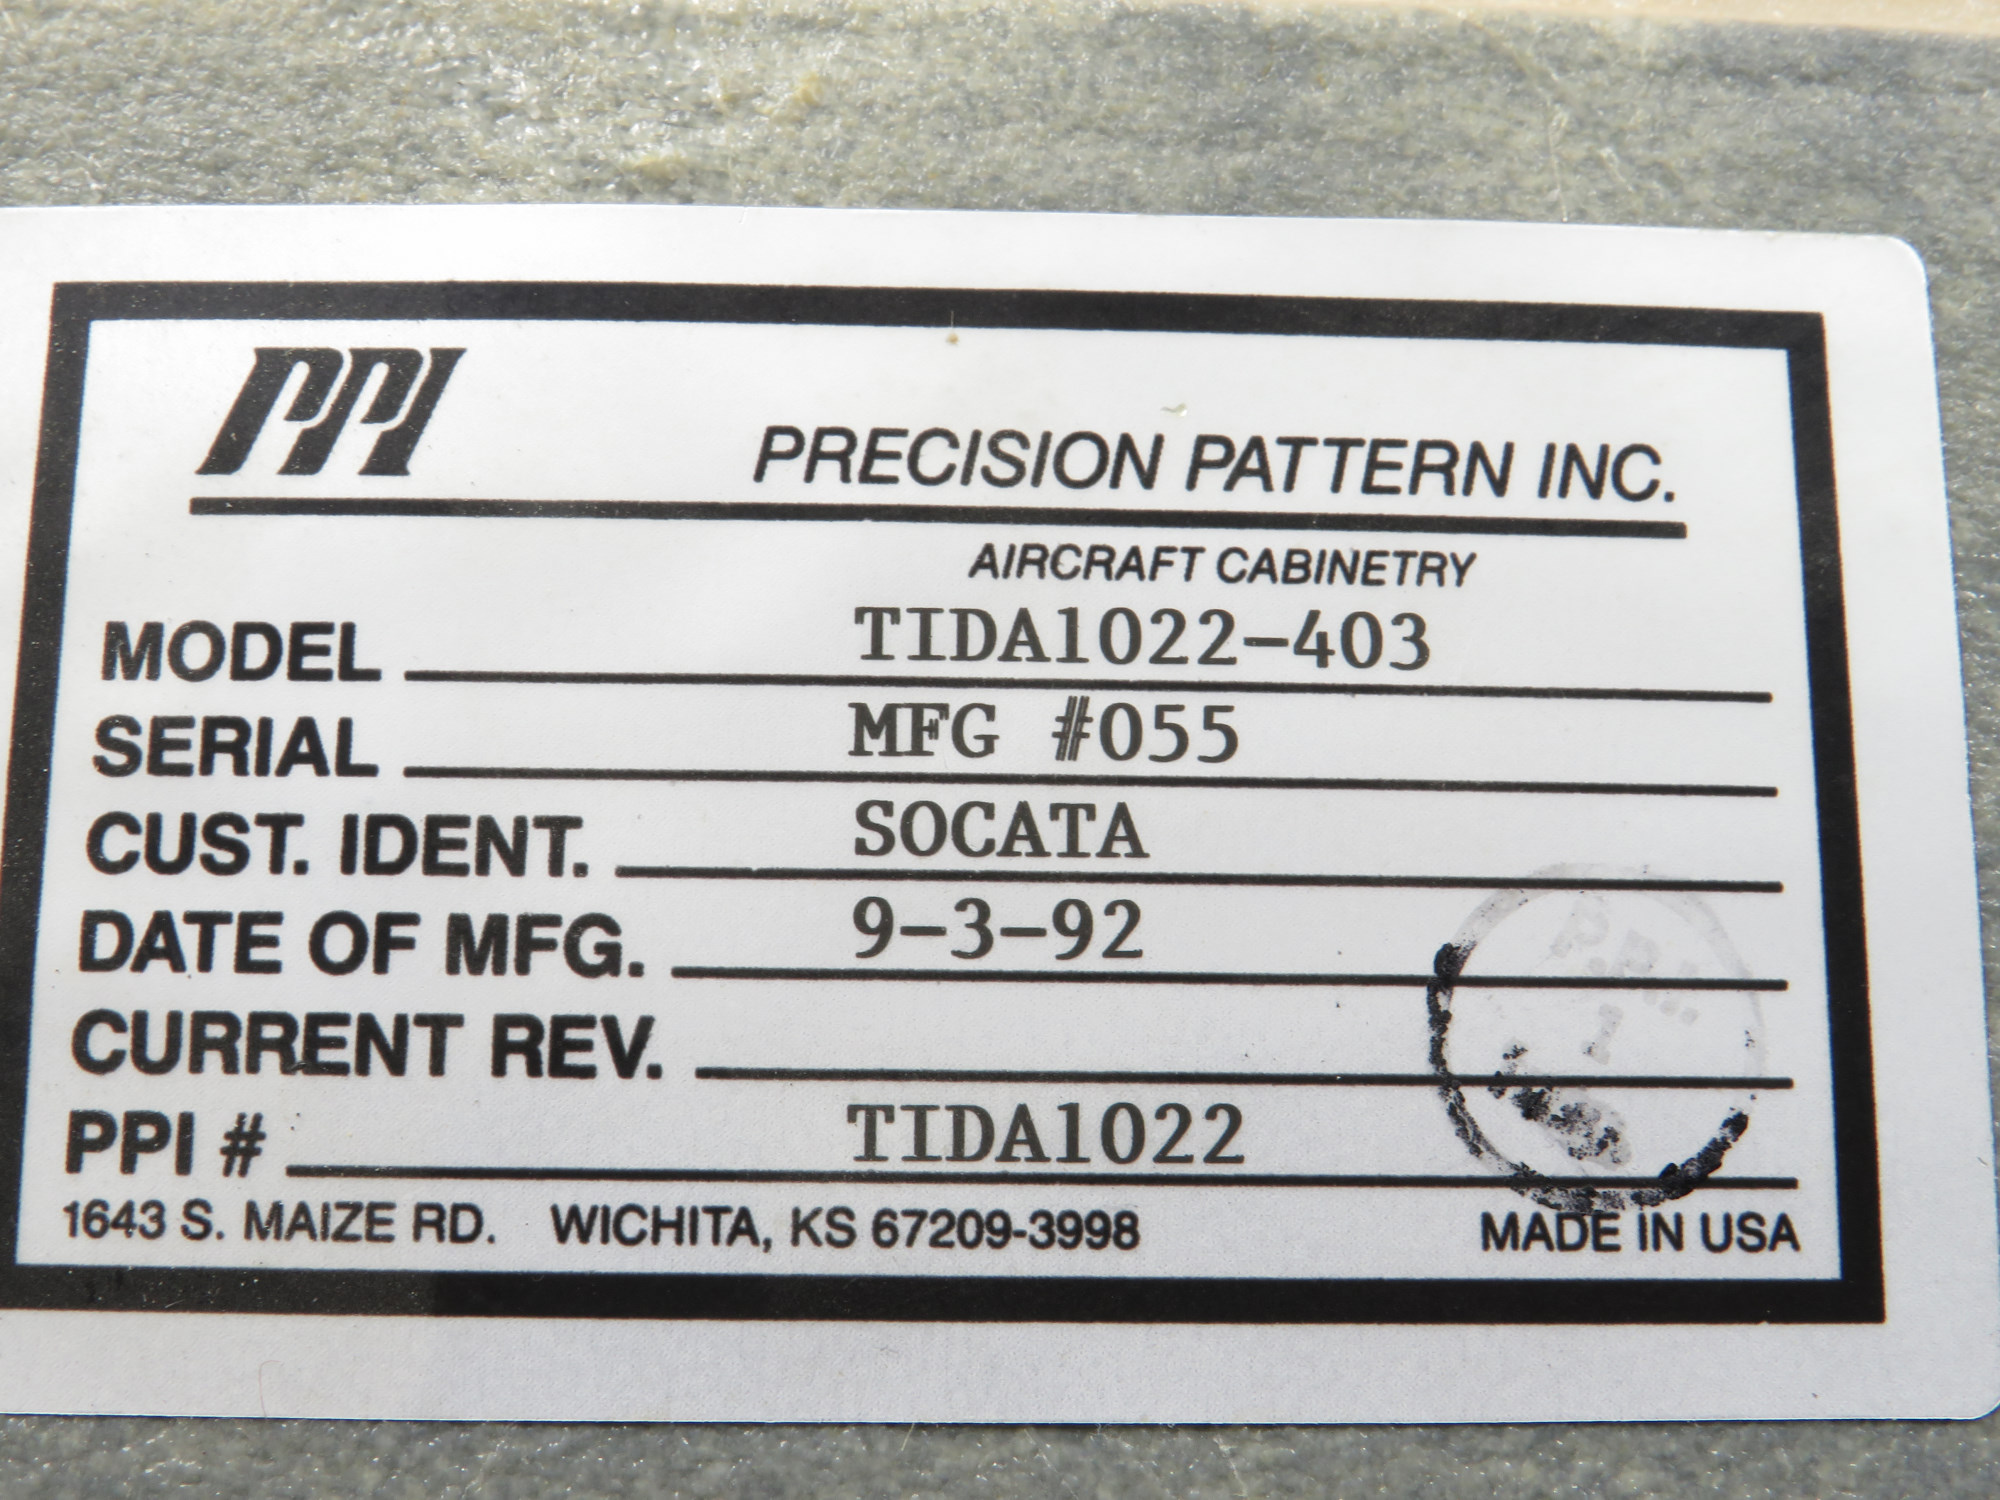 PPI
PRECISION PATTERN INC.
AIRCRAFT CABINETRY
MODEL TIDA1022-403
SERIAL MFG #055
CUST. IDENT. SOCATA
DATE OF MFG. 9-3-92
CURRENT REV.
PPI # TIDA1022
P.P.I.
1
1643 S. MAIZE RD. WICHITA, KS 67209-3998 MADE IN USA